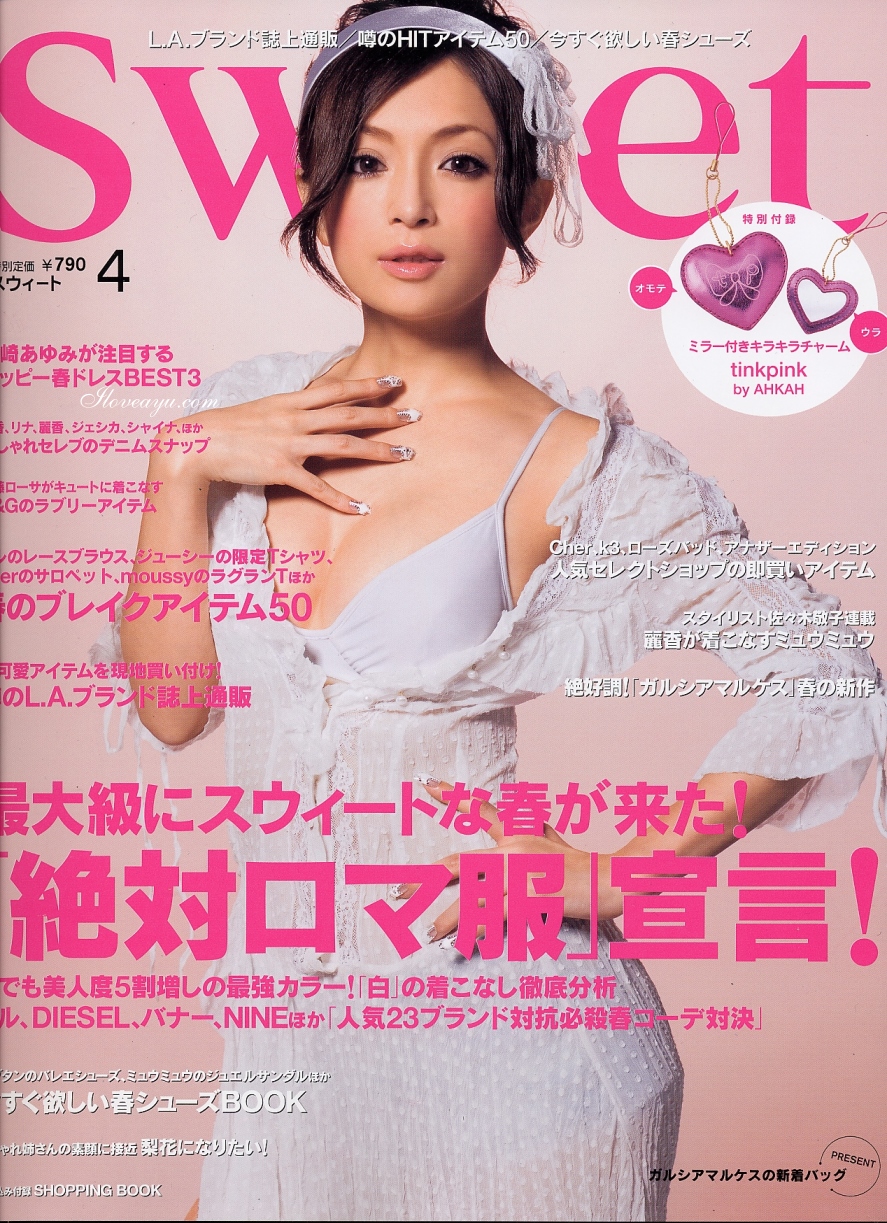 L.A.ブランド誌上通販／噂のHITアイテム50／今すぐ欲しい春シューズ
Sweet
特別定価 ¥790
スウィート
4
特別付録
オモテ
ウラ
ミラー付きキラキラチャーム
tinkpink
by AHKAH
崎あゆみが注目する
ッピー春ドレスBEST3
Iloveayu.com
香、リナ、麗香、ジェシカ、シャイナ、ほか
しゃれセレブのデニムスナップ
ローサがキュートに着こなす
&Gのラブリーアイテム
ンのレースブラウス、ジューシーの限定Tシャツ、
erのサロペット、moussyのラグランTほか
春のブレイクアイテム50
可愛アイテムを現地買い付け!
のL.A.ブランド誌上通販
Cher、k3、ローズバッド、アナザーエディション
人気セレクトショップの即買いアイテム
スタイリスト佐々木敬子連載
麗香が着こなすミュウミュウ
絶好調!「ガルシアマルケス」春の新作
最大級にスウィートな春が来た!
「絶対ロマ服」宣言!
でも美人度5割増しの最強カラー!「白」の着こなし徹底分析
ル、DIESEL、バナー、NINEほか「人気23ブランド対抗必殺春コーデ対決」
タンのバレエシューズ、ミュウミュウのジュエルサンダルほか
すぐ欲しい春シューズBOOK
ゃれ姉さんの素顔に接近 梨花になりたい!
込み付録 SHOPPING BOOK
PRESENT
ガルシアマルケスの新着バッグ